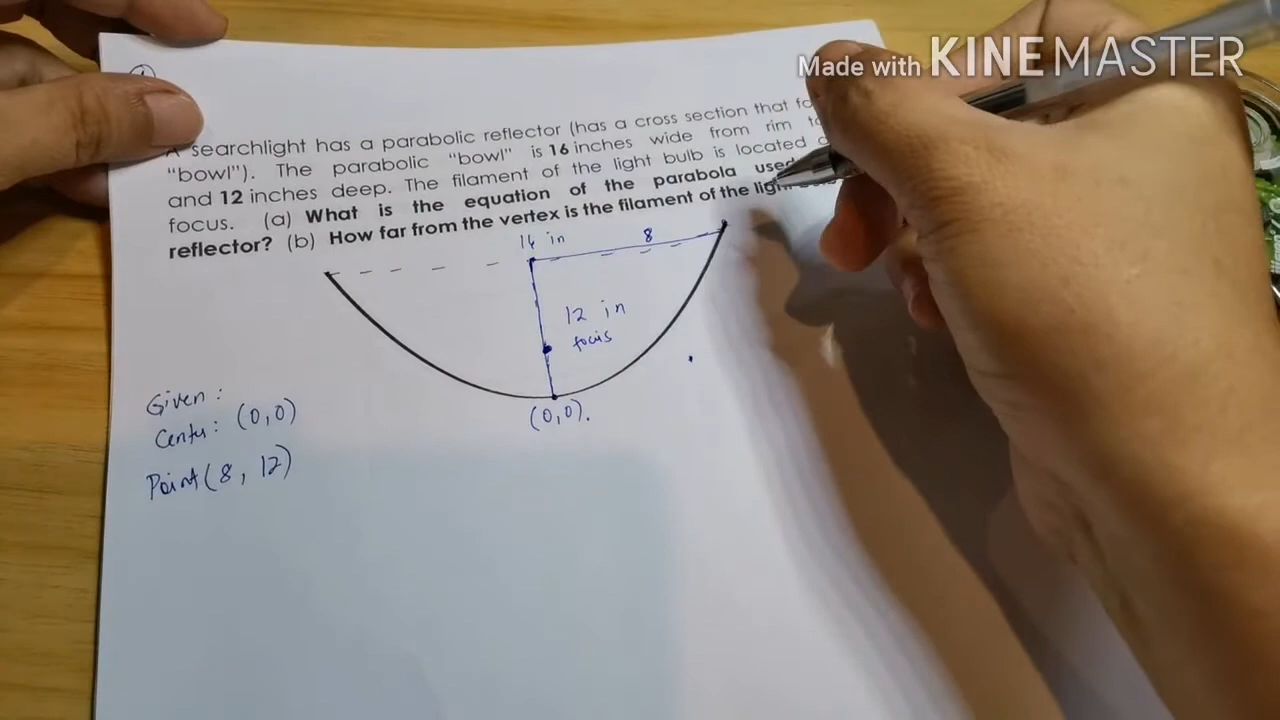 Made with KINEMASTER
A searchlight has a parabolic reflector (has a cross section that
"bowl"). The parabolic "bowl" is 16 inches wide from rim
and 12 inches deep. The filament of the light bulb is located
focus. (a) What is the equation of the parabola used
reflector? (b) How far from the vertex is the filament of the
16 in
8
12 in
focus
(0,0).
Given:
Center: (0,0)
Point (8, 12)